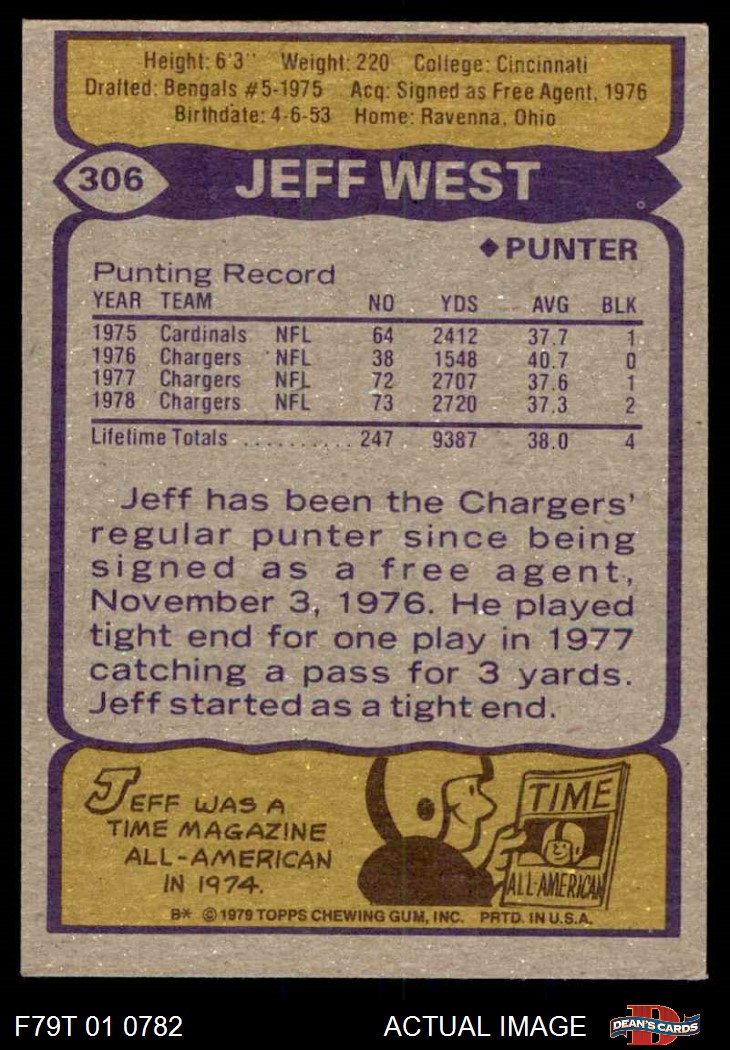 Height: 6'3" Weight: 220 College: Cincinnati
Drafted: Bengals #5-1975 Acq: Signed as Free Agent, 1976
Birthdate: 4-6-53 Home: Ravenna, Ohio
306 JEFF WEST
◆ PUNTER
Punting Record
YEAR TEAM NO YDS AVG BLK
1975 Cardinals NFL 64 2412 37.7 1
1976 Chargers NFL 38 1548 40.7 0
1977 Chargers NFL 72 2707 37.6 1
1978 Chargers NFL 73 2720 37.3 2
Lifetime Totals .......... 247 9387 38.0 4
Jeff has been the Chargers'
regular punter since being
signed as a free agent,
November 3, 1976. He played
tight end for one play in 1977
catching a pass for 3 yards.
Jeff started as a tight end.
JEFF WAS A
TIME MAGAZINE
ALL-AMERICAN
IN 1974.
TIME
ALL-AMERICAN
B* © 1979 TOPPS CHEWING GUM, INC. PRTD. IN U.S.A.
F79T 01 0782 ACTUAL IMAGE DEAN'S CARDS